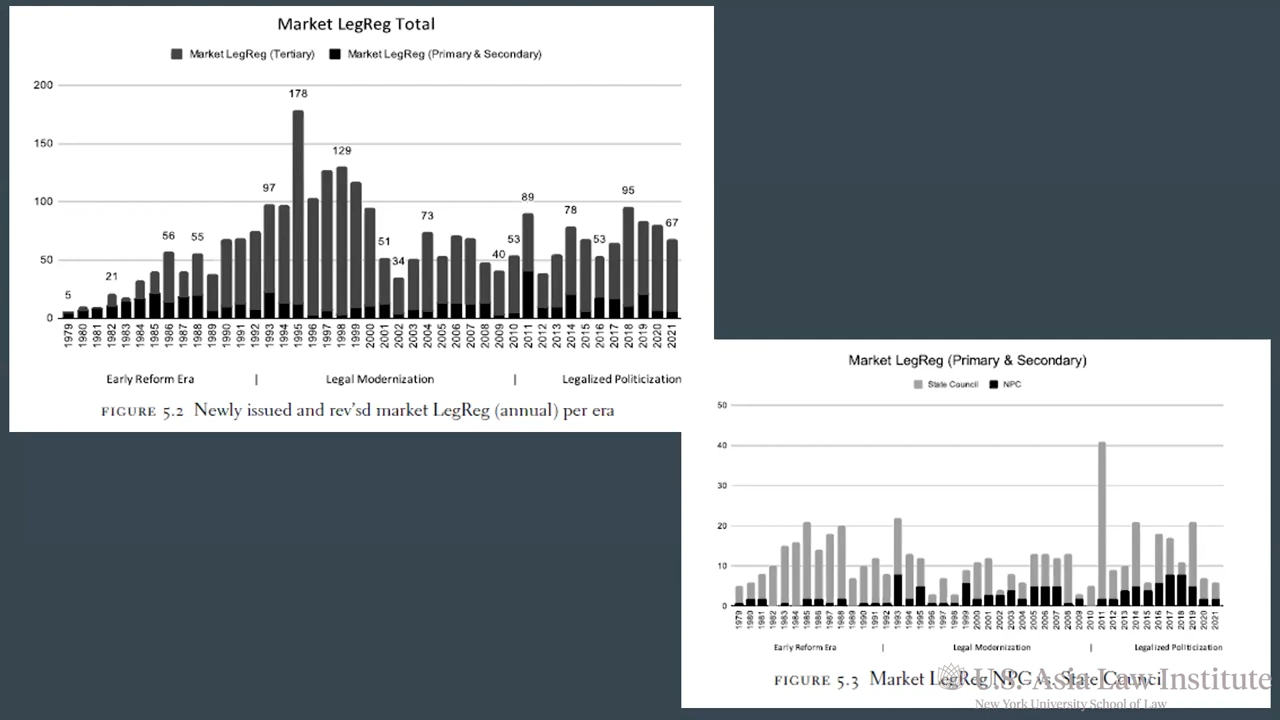 Market LegReg Total
Market LegReg (Tertiary) Market LegReg (Primary & Secondary)
200
150
100
50
0
5 21 56 55 97 178 129 51 34 73 40 53 89 78 53 95 67
1979 1980 1981 1982 1983 1984 1985 1986 1987 1988 1989 1990 1991 1992 1993 1994 1995 1996 1997 1998 1999 2000 2001 2002 2003 2004 2005 2006 2007 2008 2009 2010 2011 2012 2013 2014 2015 2016 2017 2018 2019 2020 2021
Early Reform Era | Legal Modernization | Legalized Politicization
FIGURE 5.2 Newly issued and rev'sd market LegReg (annual) per era
Market LegReg (Primary & Secondary)
State Council NPC
50
40
30
20
10
0
1979 1980 1981 1982 1983 1984 1985 1986 1987 1988 1989 1990 1991 1992 1993 1994 1995 1996 1997 1998 1999 2000 2001 2002 2003 2004 2005 2006 2007 2008 2009 2010 2011 2012 2013 2014 2015 2016 2017 2018 2019 2020 2021
Early Reform Era | Legal Modernization | Legalized Politicization
FIGURE 5.3 Market LegReg NPC vs. State Council
U.S. Asia Law Institute
New York University School of Law